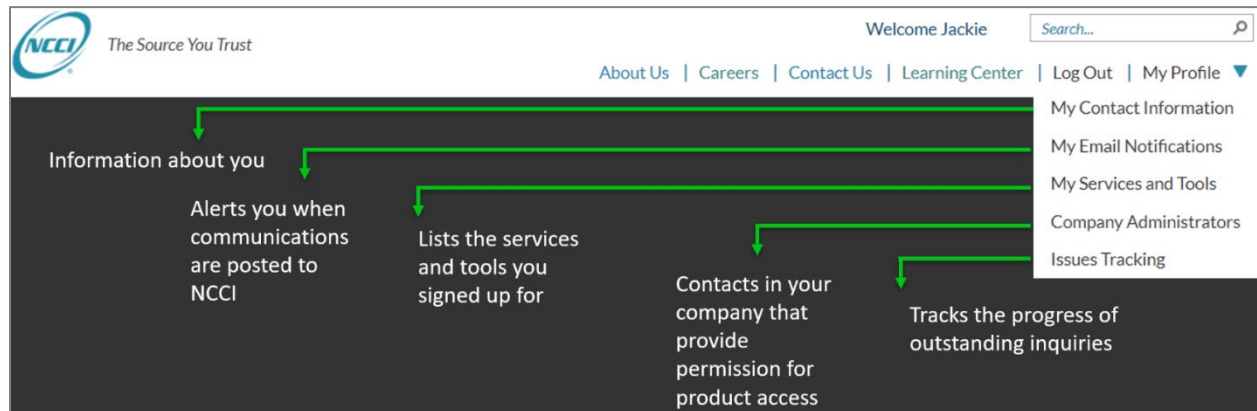 NCCI
The Source You Trust
Welcome Jackie
Search...
About Us | Careers | Contact Us | Learning Center | Log Out | My Profile
My Contact Information
My Email Notifications
My Services and Tools
Company Administrators
Issues Tracking
Information about you
Alerts you when
communications
are posted to
NCCI
Lists the services
and tools you
signed up for
Contacts in your
company that
provide
permission for
product access
Tracks the progress of
outstanding inquiries